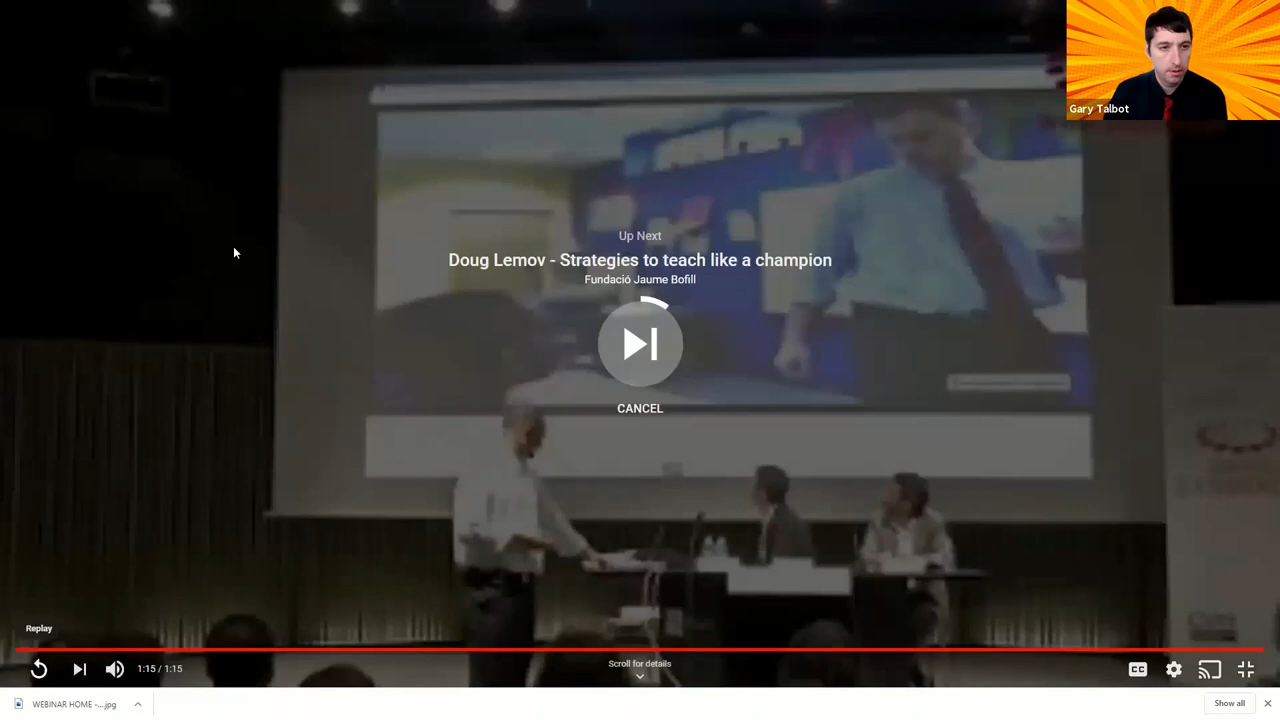 Gary Talbot
Up Next
Doug Lemov - Strategies to teach like a champion
Fundació Jaume Bofill
CANCEL
Replay
1:15 / 1:15
Scroll for details
CC
WEBINAR HOME -....jpg
Show all